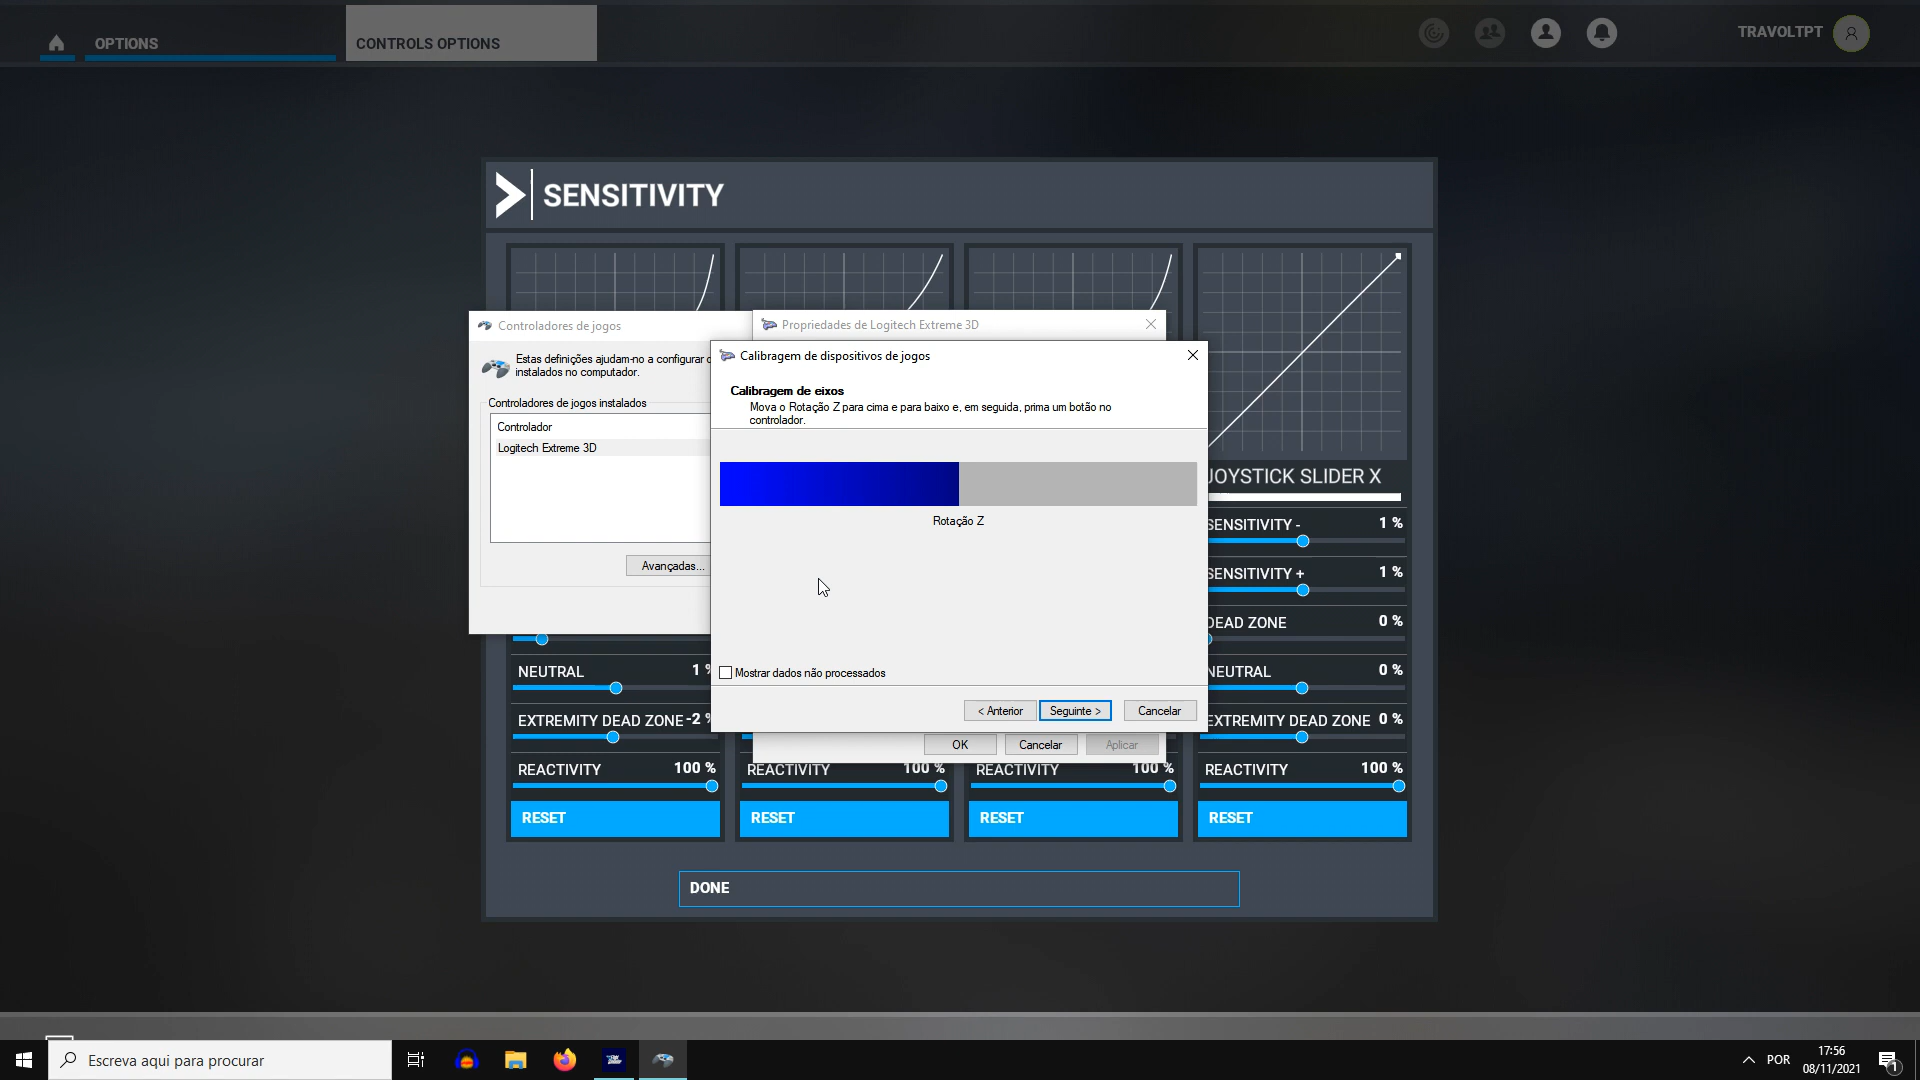 OPTIONS
CONTROLS OPTIONS
TRAVOLTPT
SENSITIVITY
Controladores de jogos
Estas definições ajudam-no a configurar
instalados no computador.
Controladores de jogos instalados
Controlador
Logitech Extreme 3D
Avançadas...
Propriedades de Logitech Extreme 3D
Calibragem de dispositivos de jogos
Calibragem de eixos
Mova o Rotação Z para cima e para baixo e, em seguida, prima um botão no
controlador.
Rotação Z
Mostrar dados não processados
< Anterior
Seguinte >
Cancelar
OK
Cancelar
Aplicar
JOYSTICK SLIDER X
SENSITIVITY - 1 %
SENSITIVITY + 1 %
DEAD ZONE 0 %
NEUTRAL 1 %
NEUTRAL 0 %
EXTREMITY DEAD ZONE -2 %
EXTREMITY DEAD ZONE 0 %
REACTIVITY 100 %
REACTIVITY 100 %
REACTIVITY 100 %
REACTIVITY 100 %
RESET
RESET
RESET
RESET
DONE
Escreva aqui para procurar
POR
17:56
08/11/2021
1